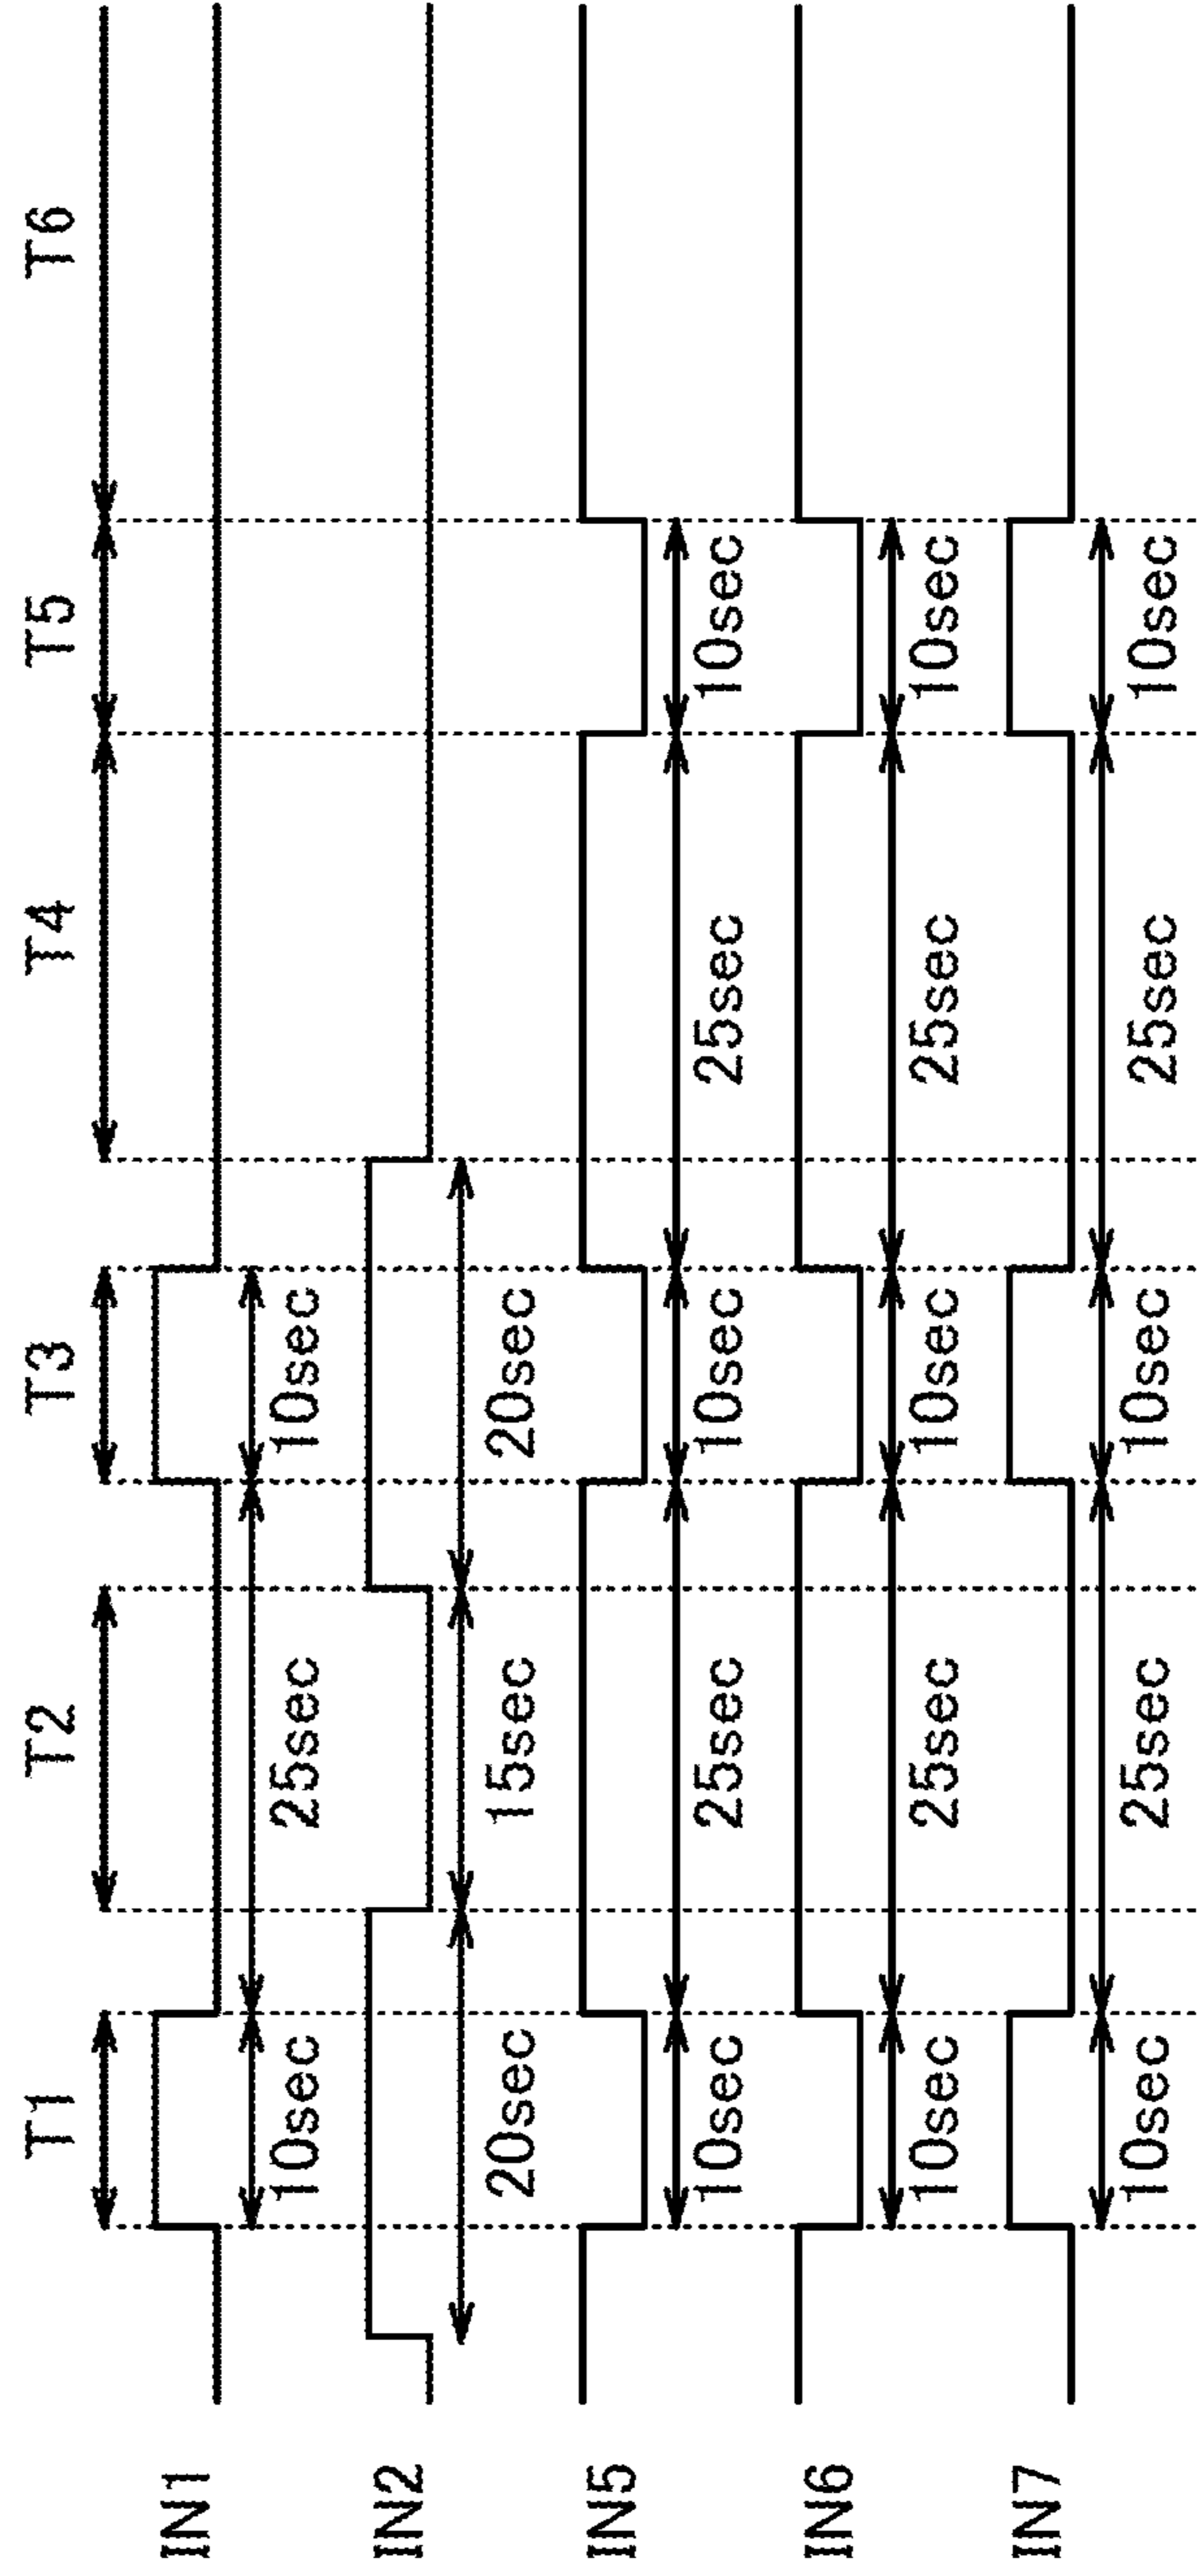 T1 T2 T3 T4 T5 T6
IN1
10sec 25sec 10sec
IN2
20sec 15sec 20sec
IN5
10sec 25sec 10sec 25sec 10sec
IN6
10sec 25sec 10sec 25sec 10sec
IN7
10sec 25sec 10sec 25sec 10sec